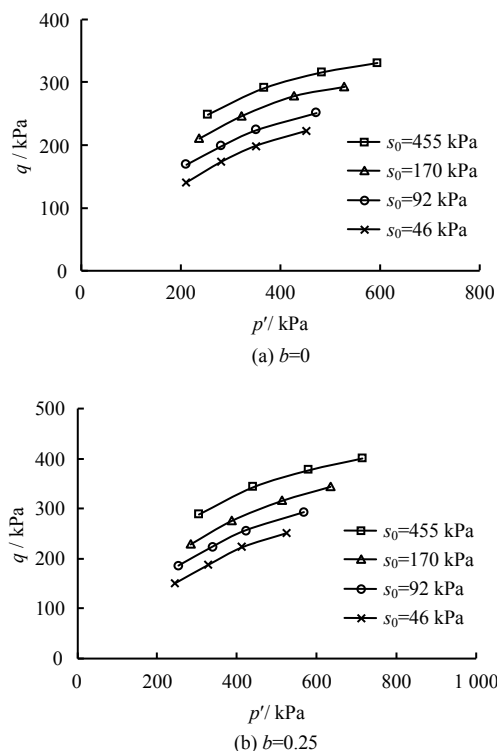 400
300
200
100
0
q / kPa
s₀=455 kPa
s₀=170 kPa
s₀=92 kPa
s₀=46 kPa
0 200 400 600 800
p′/ kPa
(a) b=0
500
400
300
200
100
0
q / kPa
s₀=455 kPa
s₀=170 kPa
s₀=92 kPa
s₀=46 kPa
0 200 400 600 800 1 000
p′/ kPa
(b) b=0.25